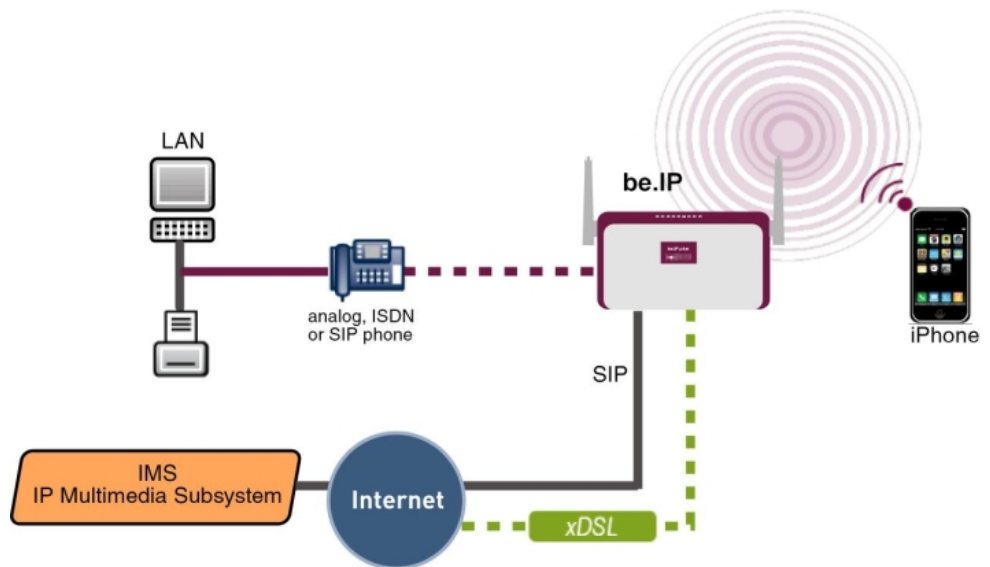 LAN
be.IP
analog, ISDN
or SIP phone
iPhone
SIP
IMS
IP Multimedia Subsystem
Internet
xDSL